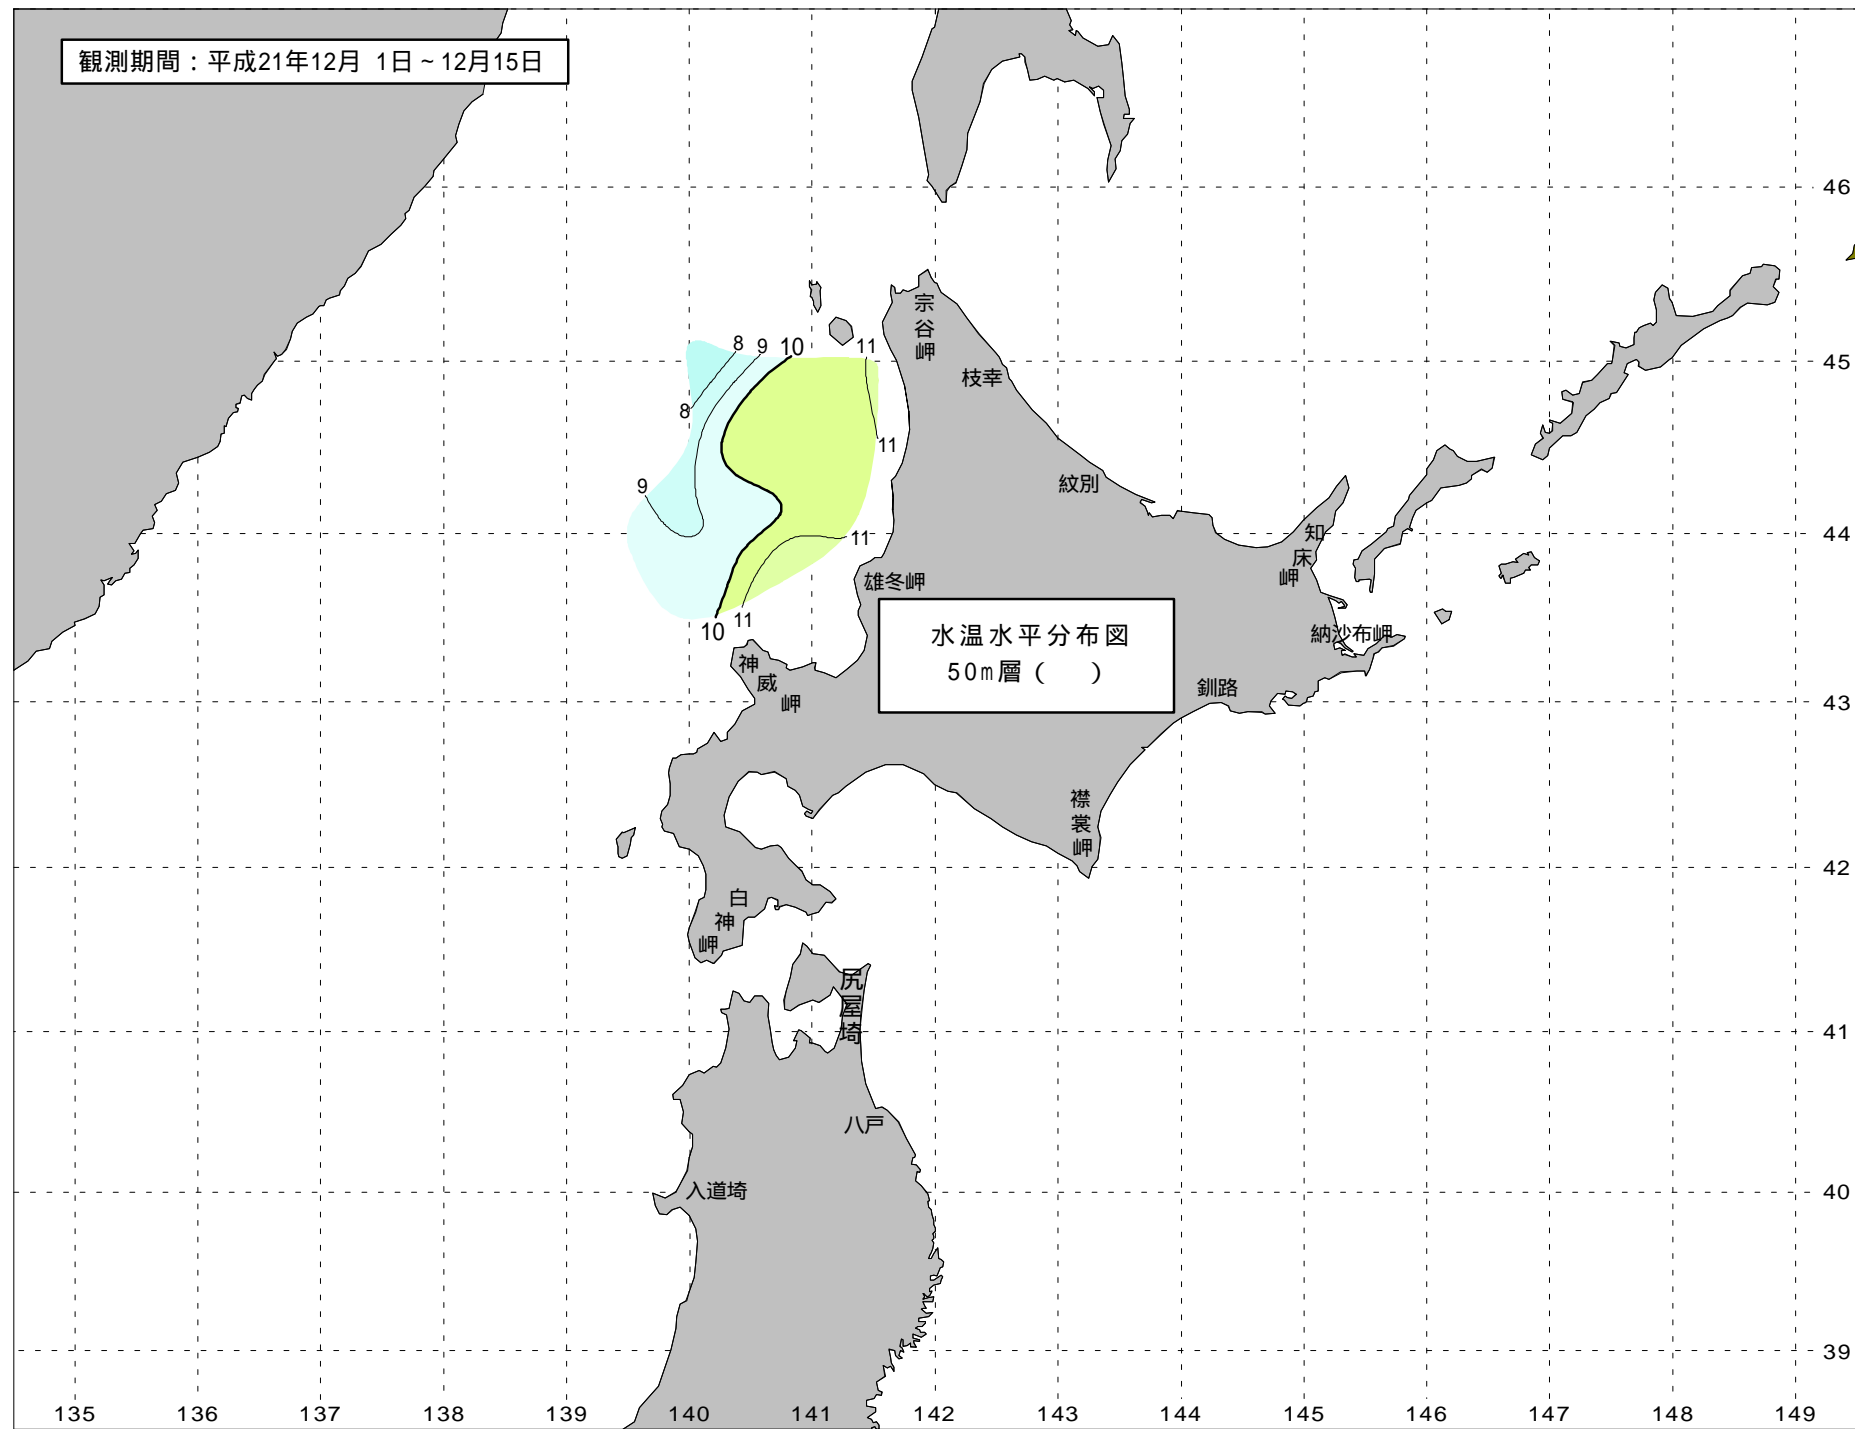 観測期間：平成21年12月 1日～12月15日
46
宗谷岬
8
9
10
11
45
枝幸
8
11
9
紋別
44
知床岬
11
雄冬岬
10
11
水温水平分布図
50m層（　　）
納沙布岬
神威岬
釧路
43
襟裳岬
42
白神岬
尻屋埼
41
八戸
入道埼
40
39
135 136 137 138 139 140 141 142 143 144 145 146 147 148 149